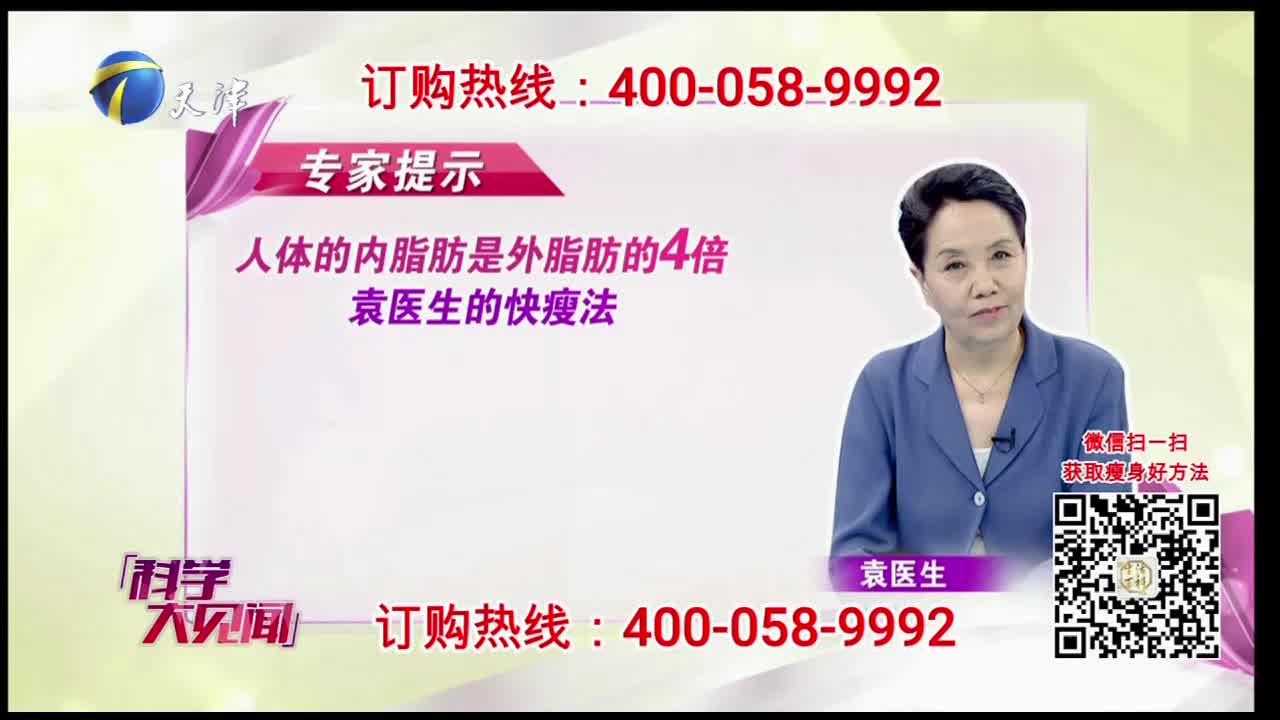 天津
订购热线：400-058-9992
专家提示
人体的内脂肪是外脂肪的4倍
袁医生的快瘦法
微信扫一扫
获取瘦身好方法
袁医生
「科学
大见闻」
订购热线：400-058-9992